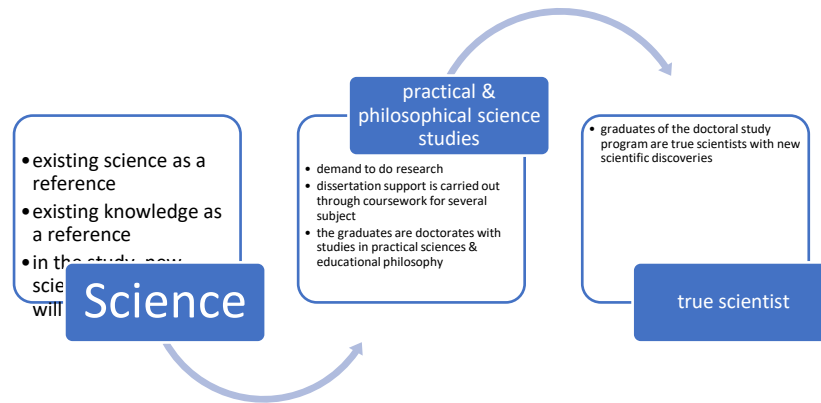 •existing science as a
reference
•existing knowledge as
a reference
•in the study, new
will
Science
practical &
philosophical science
studies
• demand to do research
• dissertation support is carried out
through coursework for several
subject
• the graduates are doctorates with
studies in practical sciences &
educational philosophy
• graduates of the doctoral study
program are true scientists with new
scientific discoveries
true scientist